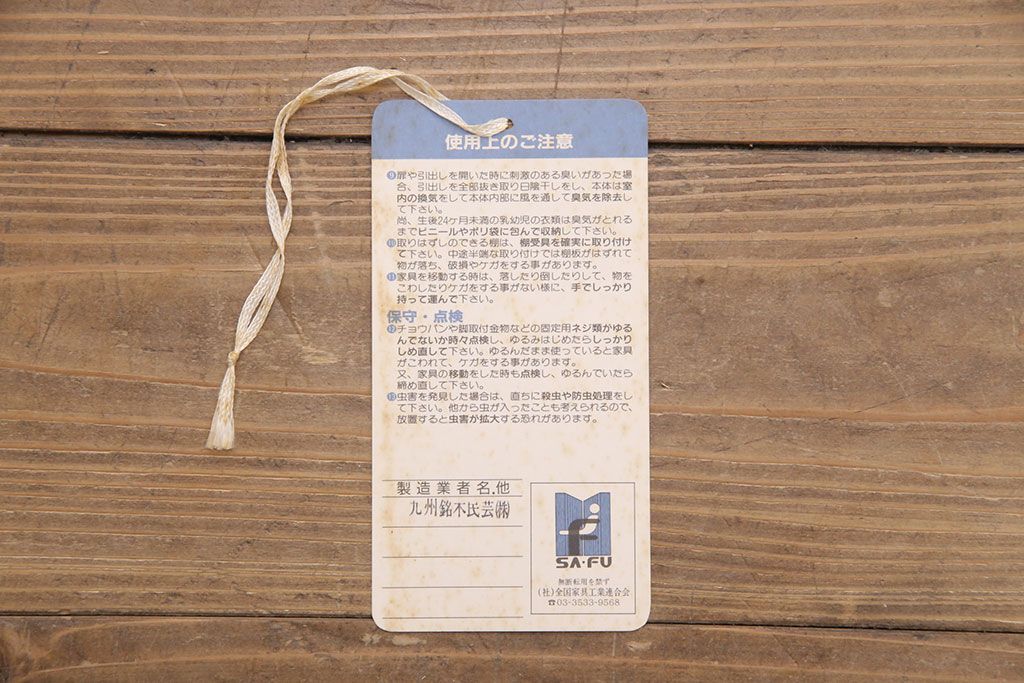 使用上のご注意
❾扉や引出しを開いた時に刺激のある臭いがあった場
合、引出しを全部抜き取り日陰干しをし、本体は室
内の換気をして本体内部に風を通して臭気を除去し
て下さい。
尚、生後24ヶ月未満の乳幼児の衣類は臭気がとれる
までビニールやポリ袋に包んで収納して下さい。
❿取りはずしのできる棚は、棚受具を確実に取り付け
て下さい。中途半端な取り付けでは棚板がはずれて
物が落ち、破損やケガをする事があります。
⓫家具を移動する時は、落したり倒したりして、物を
こわしたりケガをする事がない様に、手でしっかり
持って運んで下さい。
保守・点検
⓬チョウバンや脚取付金物などの固定用ネジ類がゆる
んでないか時々点検し、ゆるみはじめたらしっかり
しめ直して下さい。ゆるんだまま使っていると家具
がこわれて、ケガをする事があります。
又、家具の移動をした時も点検し、ゆるんでいたら
締め直して下さい。
⓭虫害を発見した場合は、直ちに殺虫や防虫処理をし
て下さい。他から虫が入ったことも考えられるので、
放置すると虫害が拡大する恐れがあります。
製造業者名.他
九州銘木民芸㈱
SA・FU
無断転用を禁ず
(社)全国家具工業連合会
☎03-3533-9568